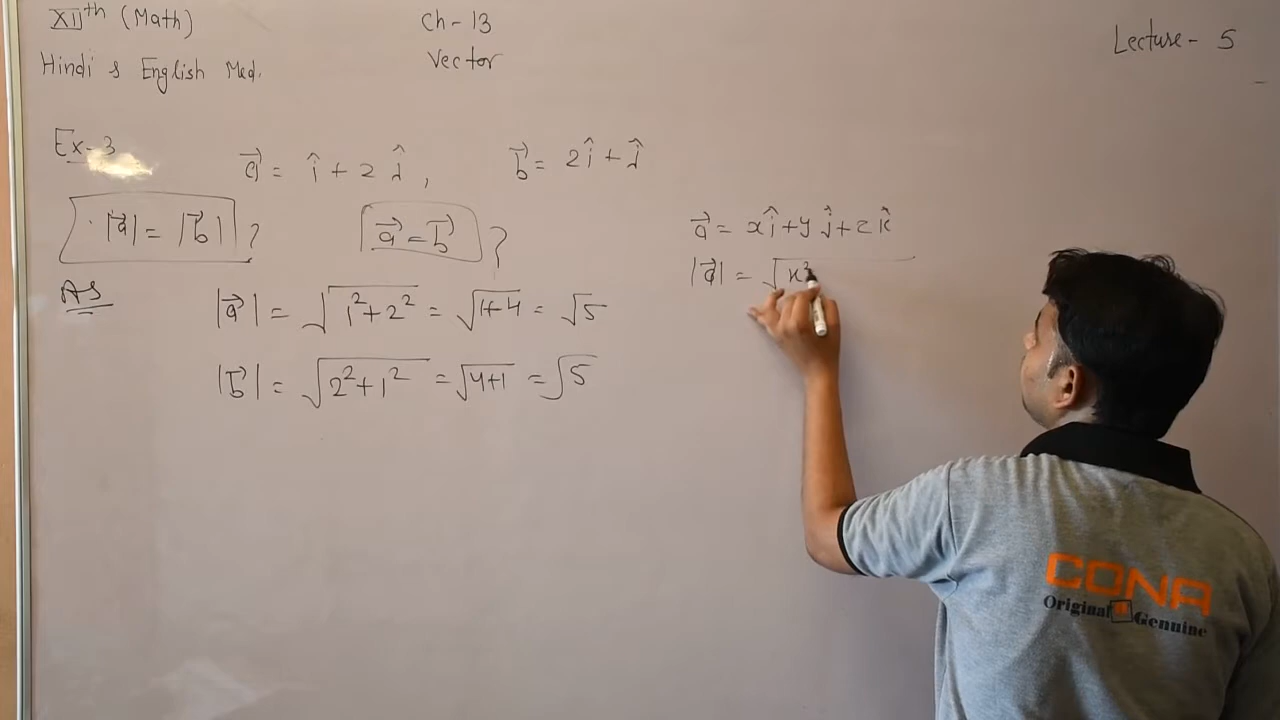 XIIth (Math)
Ch-13
Lecture-5
Hindi & English Med.
Vector
Ex-3
a⃗ = î + 2ĵ, b⃗ = 2î + ĵ
|a⃗| = |b⃗| ? a⃗ = b⃗ ?
a⃗ = xî + yĵ + zk̂
|a⃗| = √x²
AS
|a⃗| = √1²+2² = √1+4 = √5
|b⃗| = √2²+1² = √4+1 = √5
CONA
Original Genuine